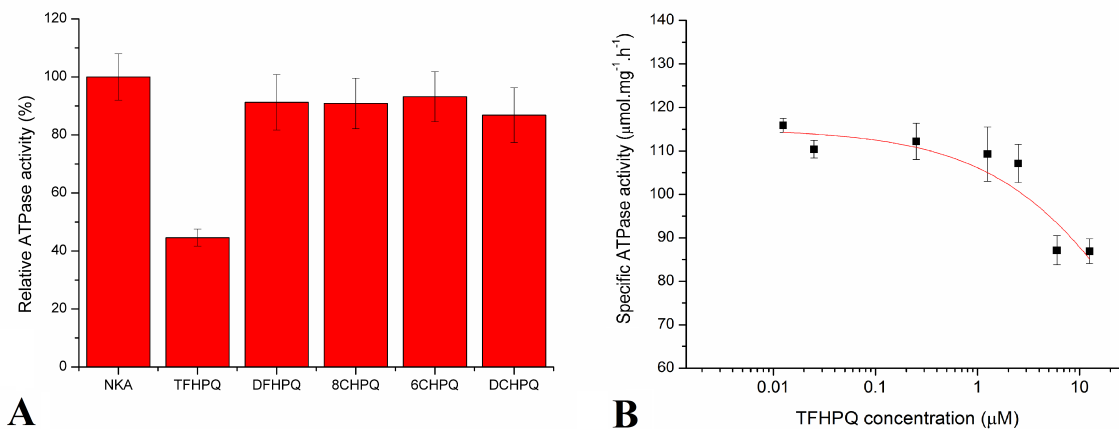 120
100
80
60
40
20
0
Relative ATPase activity (%)
NKA TFHPQ DFHPQ 8CHPQ 6CHPQ DCHPQ
A
140
130
120
110
100
90
80
70
60
Specific ATPase activity (μmol.mg⁻¹.h⁻¹)
0.01 0.1 1 10
TFHPQ concentration (μM)
B